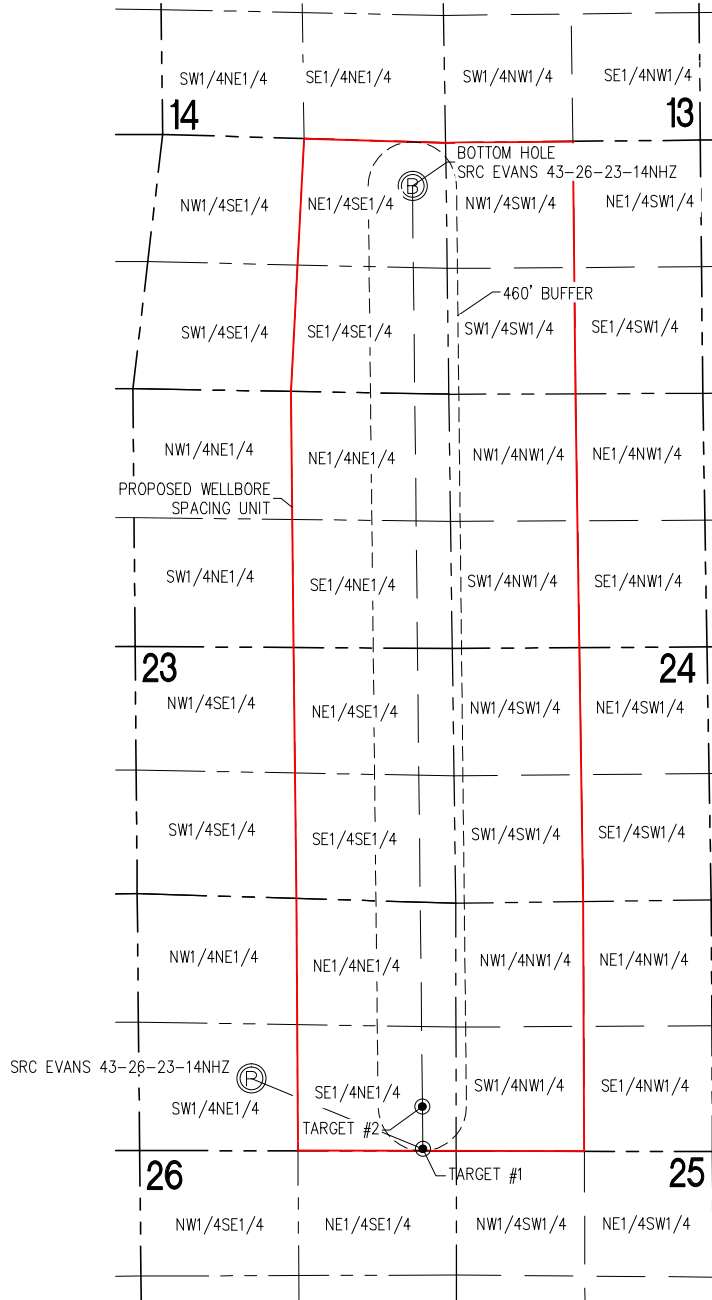 SW1/4NE1/4 SE1/4NE1/4 SW1/4NW1/4 SE1/4NW1/4
14 13
BOTTOM HOLE
SRC EVANS 43-26-23-14NHZ
B
NW1/4SE1/4 NE1/4SE1/4 NW1/4SW1/4 NE1/4SW1/4
460' BUFFER
SW1/4SE1/4 SE1/4SE1/4 SW1/4SW1/4 SE1/4SW1/4
NW1/4NE1/4 NE1/4NE1/4 NW1/4NW1/4 NE1/4NW1/4
PROPOSED WELLBORE
SPACING UNIT
SW1/4NE1/4 SE1/4NE1/4 SW1/4NW1/4 SE1/4NW1/4
23 24
NW1/4SE1/4 NE1/4SE1/4 NW1/4SW1/4 NE1/4SW1/4
SW1/4SE1/4 SE1/4SE1/4 SW1/4SW1/4 SE1/4SW1/4
NW1/4NE1/4 NE1/4NE1/4 NW1/4NW1/4 NE1/4NW1/4
SRC EVANS 43-26-23-14NHZ
P
SW1/4NE1/4 SE1/4NE1/4 SW1/4NW1/4 SE1/4NW1/4
TARGET #2
TARGET #1
26 25
NW1/4SE1/4 NE1/4SE1/4 NW1/4SW1/4 NE1/4SW1/4